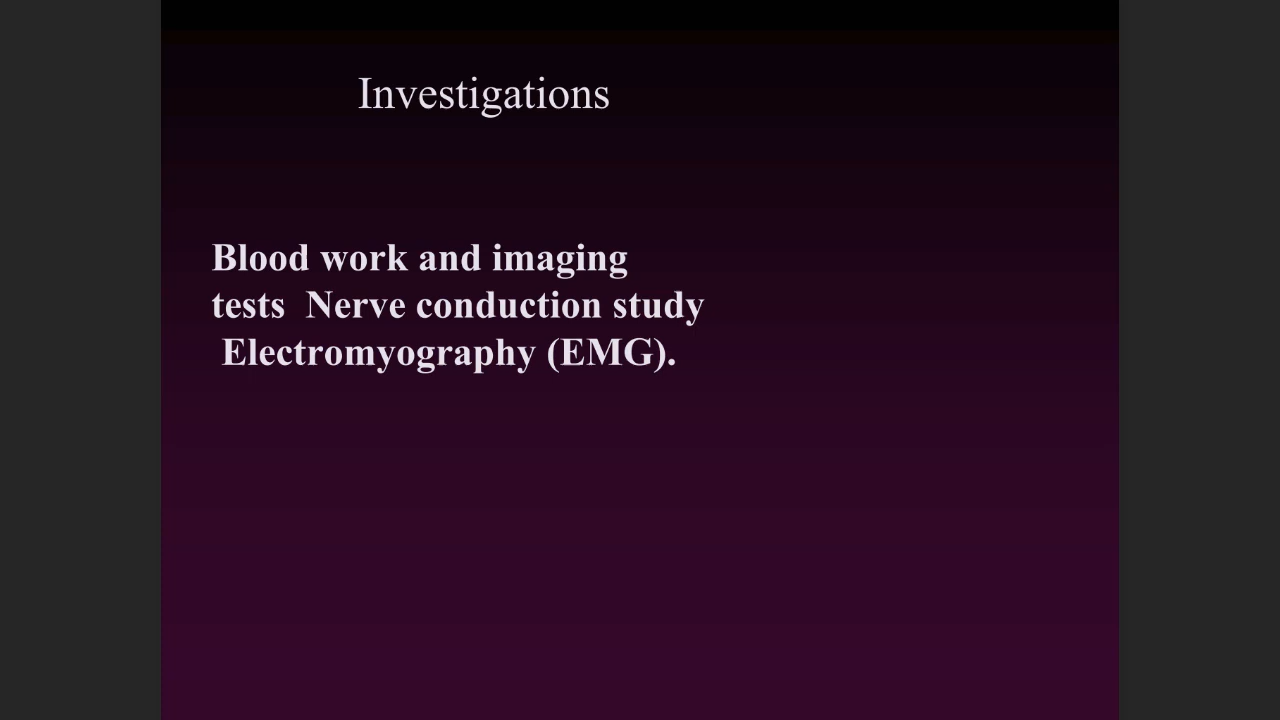 Investigations
Blood work and imaging
tests  Nerve conduction study
Electromyography (EMG).